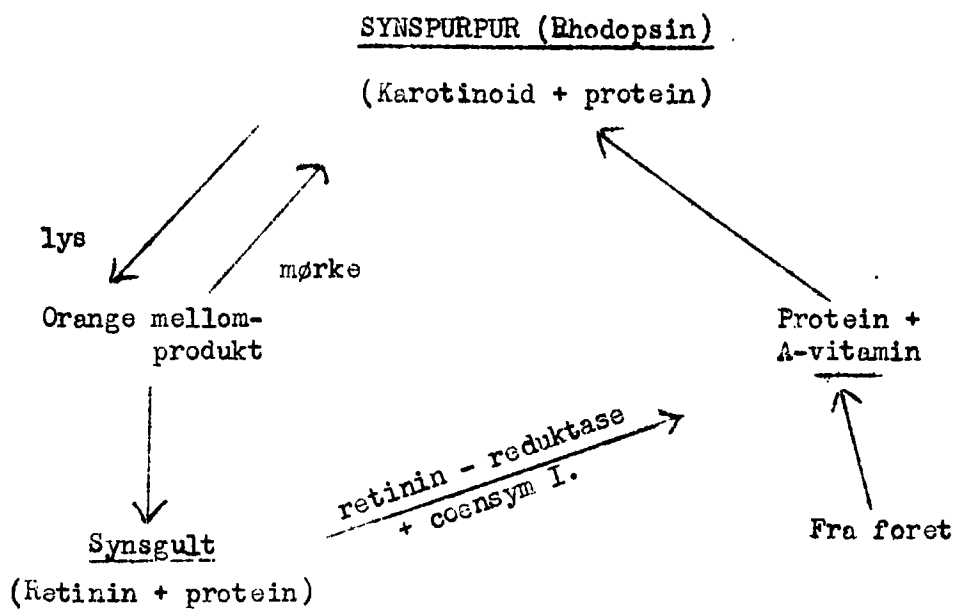 SYNSPURPUR (Rhodopsin)
(Karotinoid + protein)
lys
mørke
Orange mellom-
produkt
Protein +
A-vitamin
retinin - reduktase
+ coensym I.
Synsgult
(Retinin + protein)
Fra foret